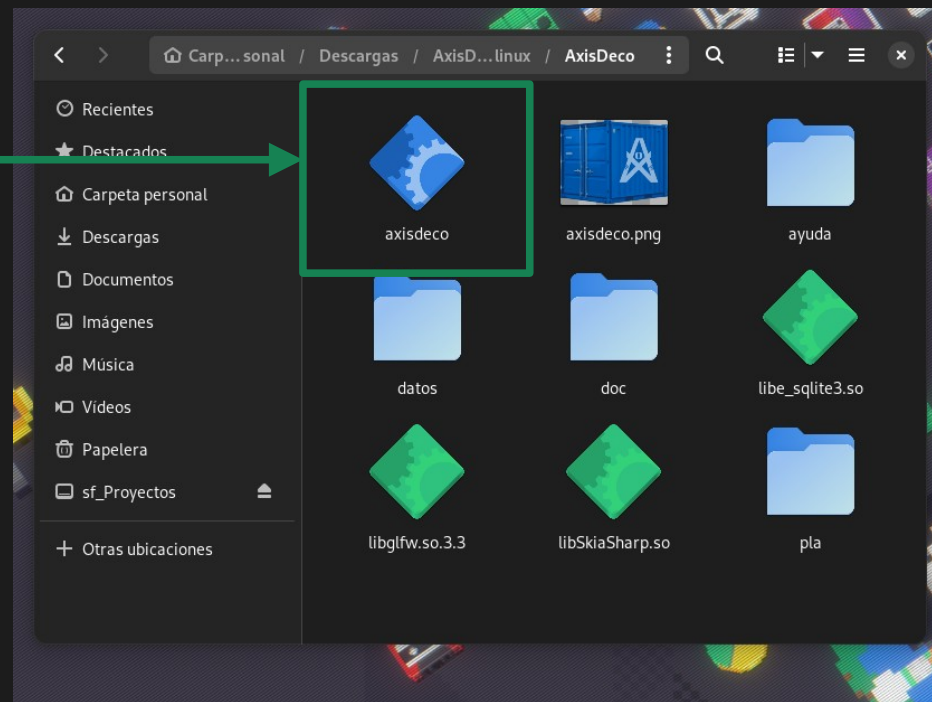 Carp... sonal / Descargas / AxisD...linux / AxisDeco
Recientes
Destacados
Carpeta personal
Descargas
Documentos
Imágenes
Música
Vídeos
Papelera
sf_Proyectos
Otras ubicaciones
axisdeco
axisdeco.png
ayuda
datos
doc
libe_sqlite3.so
libglfw.so.3.3
libSkiaSharp.so
pla